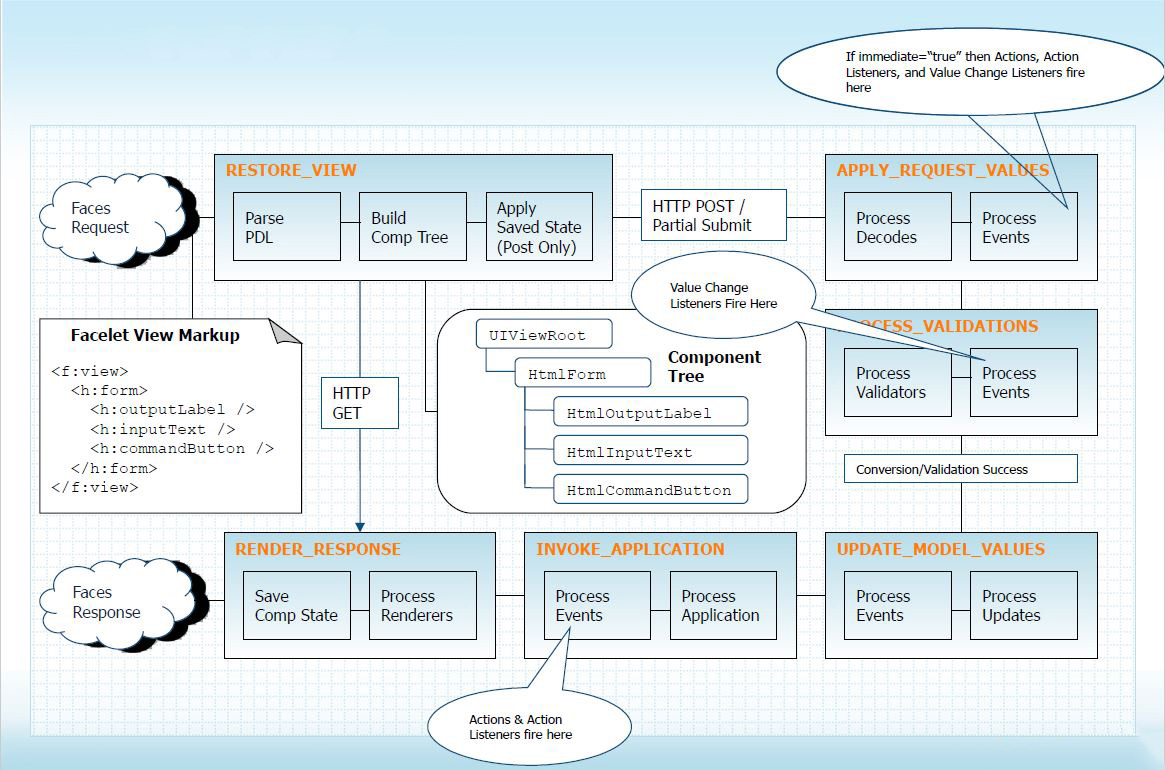 If immediate=“true” then Actions, Action
Listeners, and Value Change Listeners fire
here
Faces
Request
RESTORE_VIEW
Parse
PDL
Build
Comp Tree
Apply
Saved State
(Post Only)
HTTP POST /
Partial Submit
APPLY_REQUEST_VALUES
Process
Decodes
Process
Events
Value Change
Listeners Fire Here
Facelet View Markup
<f:view>
<h:form>
<h:outputLabel />
<h:inputText />
<h:commandButton />
</h:form>
</f:view>
HTTP
GET
UIViewRoot
HtmlForm
HtmlOutputLabel
HtmlInputText
HtmlCommandButton
Component
Tree
OCESS_VALIDATIONS
Process
Validators
Process
Events
Conversion/Validation Success
Faces
Response
RENDER_RESPONSE
Save
Comp State
Process
Renderers
INVOKE_APPLICATION
Process
Events
Process
Application
UPDATE_MODEL_VALUES
Process
Events
Process
Updates
Actions & Action
Listeners fire here